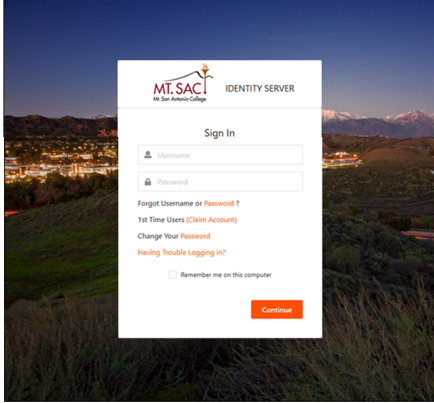 MT. SAC
Mt. San Antonio College
IDENTITY SERVER
Sign In
Username
Password
Forgot Username or Password ?
1st Time Users (Claim Account)
Change Your Password
Having Trouble Logging in?
Remember me on this computer
Continue